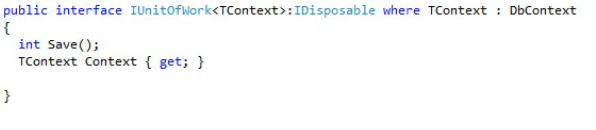 public interface IUnitOfWork<TContext>:IDisposable where TContext : DbContext
{
int Save();
TContext Context { get; }
}